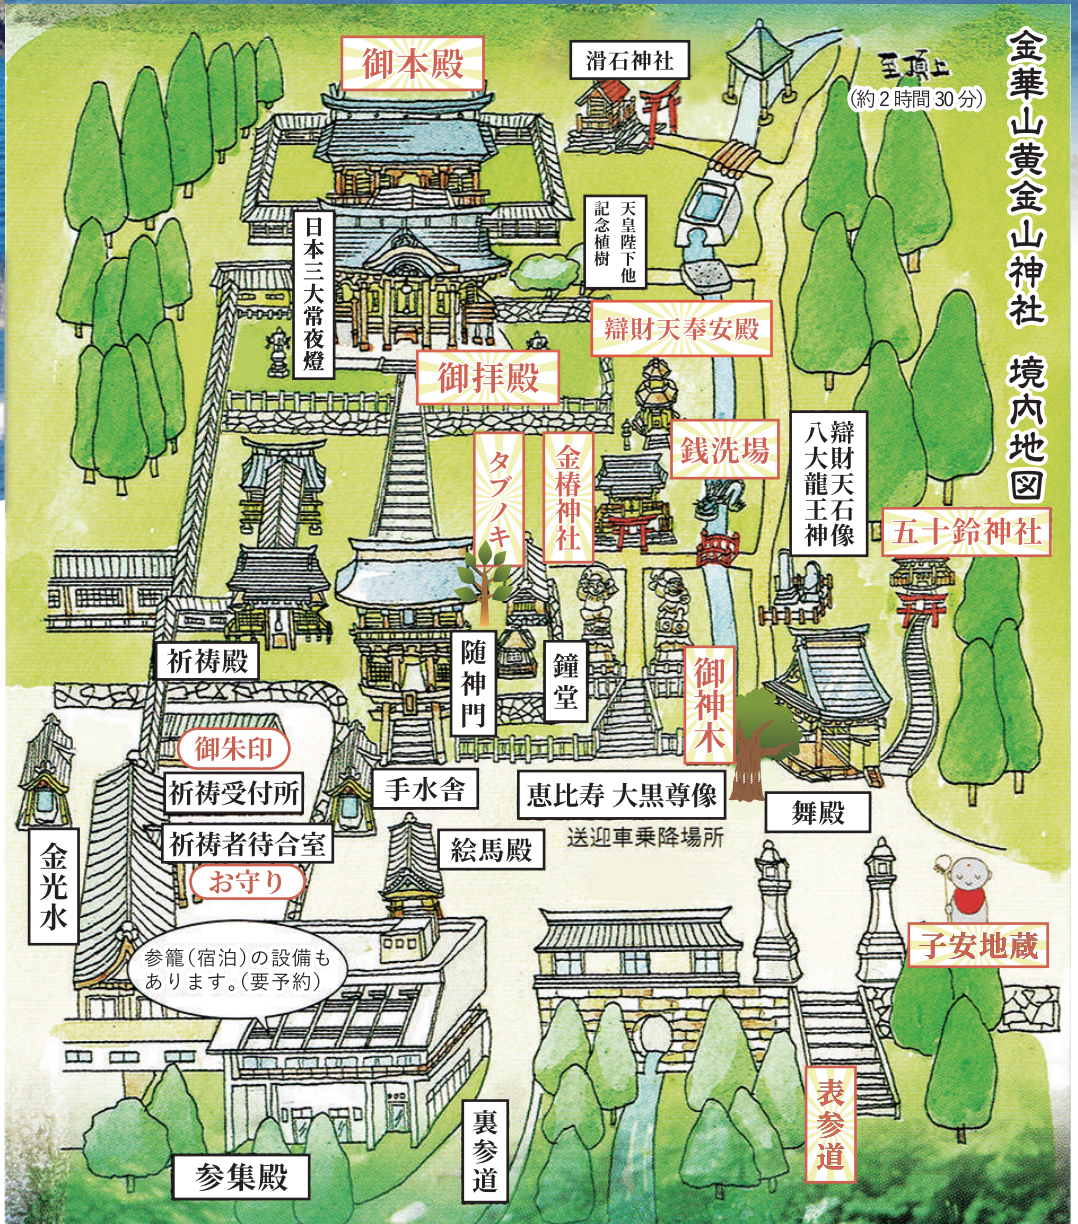 金華山黄金山神社 境内地図
至頂上
(約2時間30分)
御本殿
滑石神社
日本三大常夜燈
天皇陛下他
記念植樹
辯財天奉安殿
御拝殿
銭洗場
タブノキ
金椿神社
辯財天石像
八大龍王神
五十鈴神社
祈祷殿
随神門
鐘堂
御神木
御朱印
祈祷受付所
手水舎
恵比寿 大黒尊像
舞殿
送迎車乗降場所
祈祷者待合室
絵馬殿
お守り
金光水
子安地蔵
参籠(宿泊)の設備も
あります。(要予約)
表参道
裏参道
参集殿